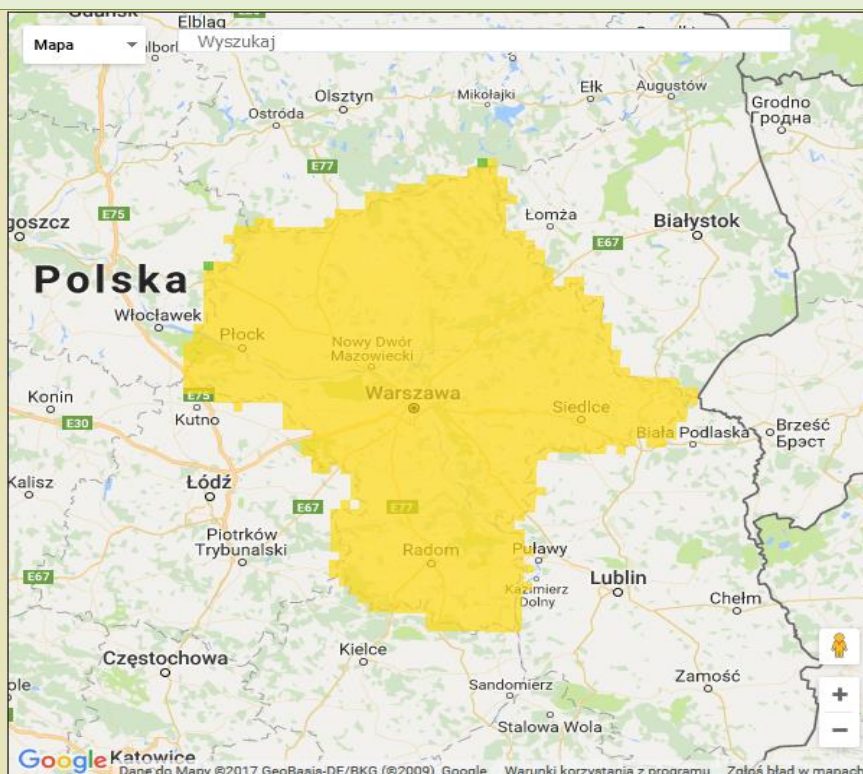 Elbląg
Mapa
Wyszukaj
Olsztyn
Mikołajki
Ełk
Augustów
Grodno
Гродна
Ostróda
E77
E75
goszcz
Łomża
Białystok
E67
Polska
Włocławek
Płock
Nowy Dwór
Mazowiecki
Warszawa
Konin
E75
E30
Kutno
Siedlce
Biała Podlaska
Brześć
Брэст
Kalisz
Łódź
E67
E77
Piotrków
Trybunalski
Radom
Puławy
E67
Kazimierz
Dolny
Lublin
Chełm
Kielce
Częstochowa
Zamość
Sandomierz
Stalowa Wola
Google
Katowice
Dane do Mapy ©2017 GeoBasis-DE/BKG (©2009), Google Warunki korzystania z programu Zgłoś błąd w mapach